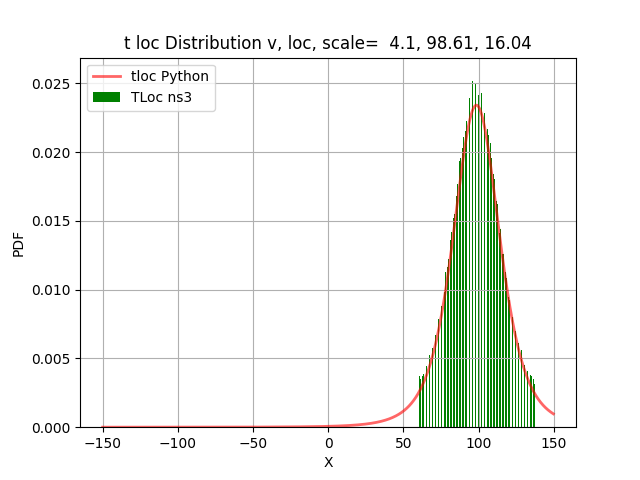 t loc Distribution v, loc, scale=  4.1, 98.61, 16.04
tloc Python
TLoc ns3
PDF
0.025
0.020
0.015
0.010
0.005
0.000
−150
−100
−50
0
50
100
150
X